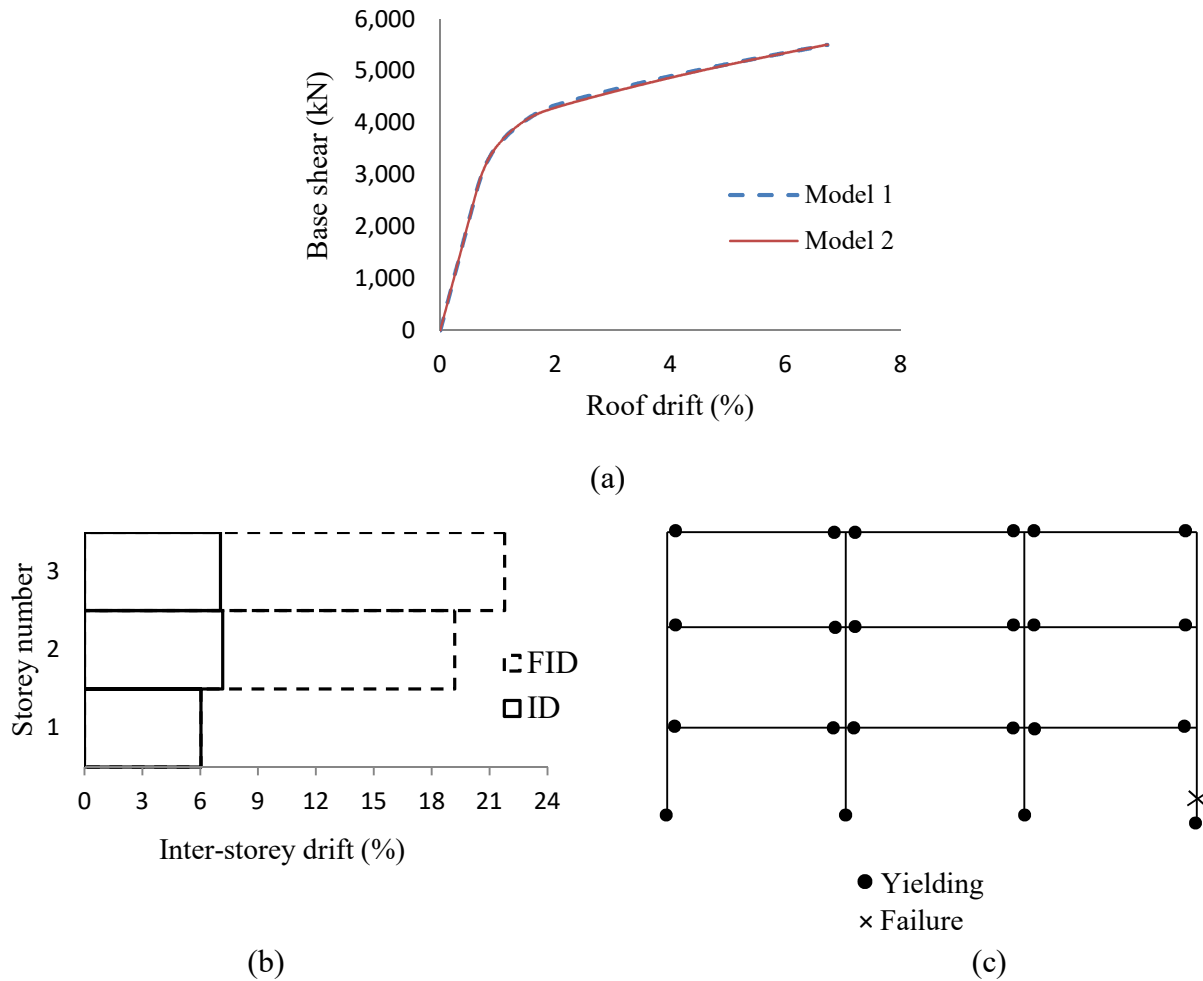 6,000
5,000
4,000
3,000
2,000
1,000
0
Base shear (kN)
Model 1
Model 2
0 2 4 6 8
Roof drift (%)
(a)
Storey number
3
2
1
FID
ID
0 3 6 9 12 15 18 21 24
Inter-storey drift (%)
(b)
Yielding
× Failure
(c)